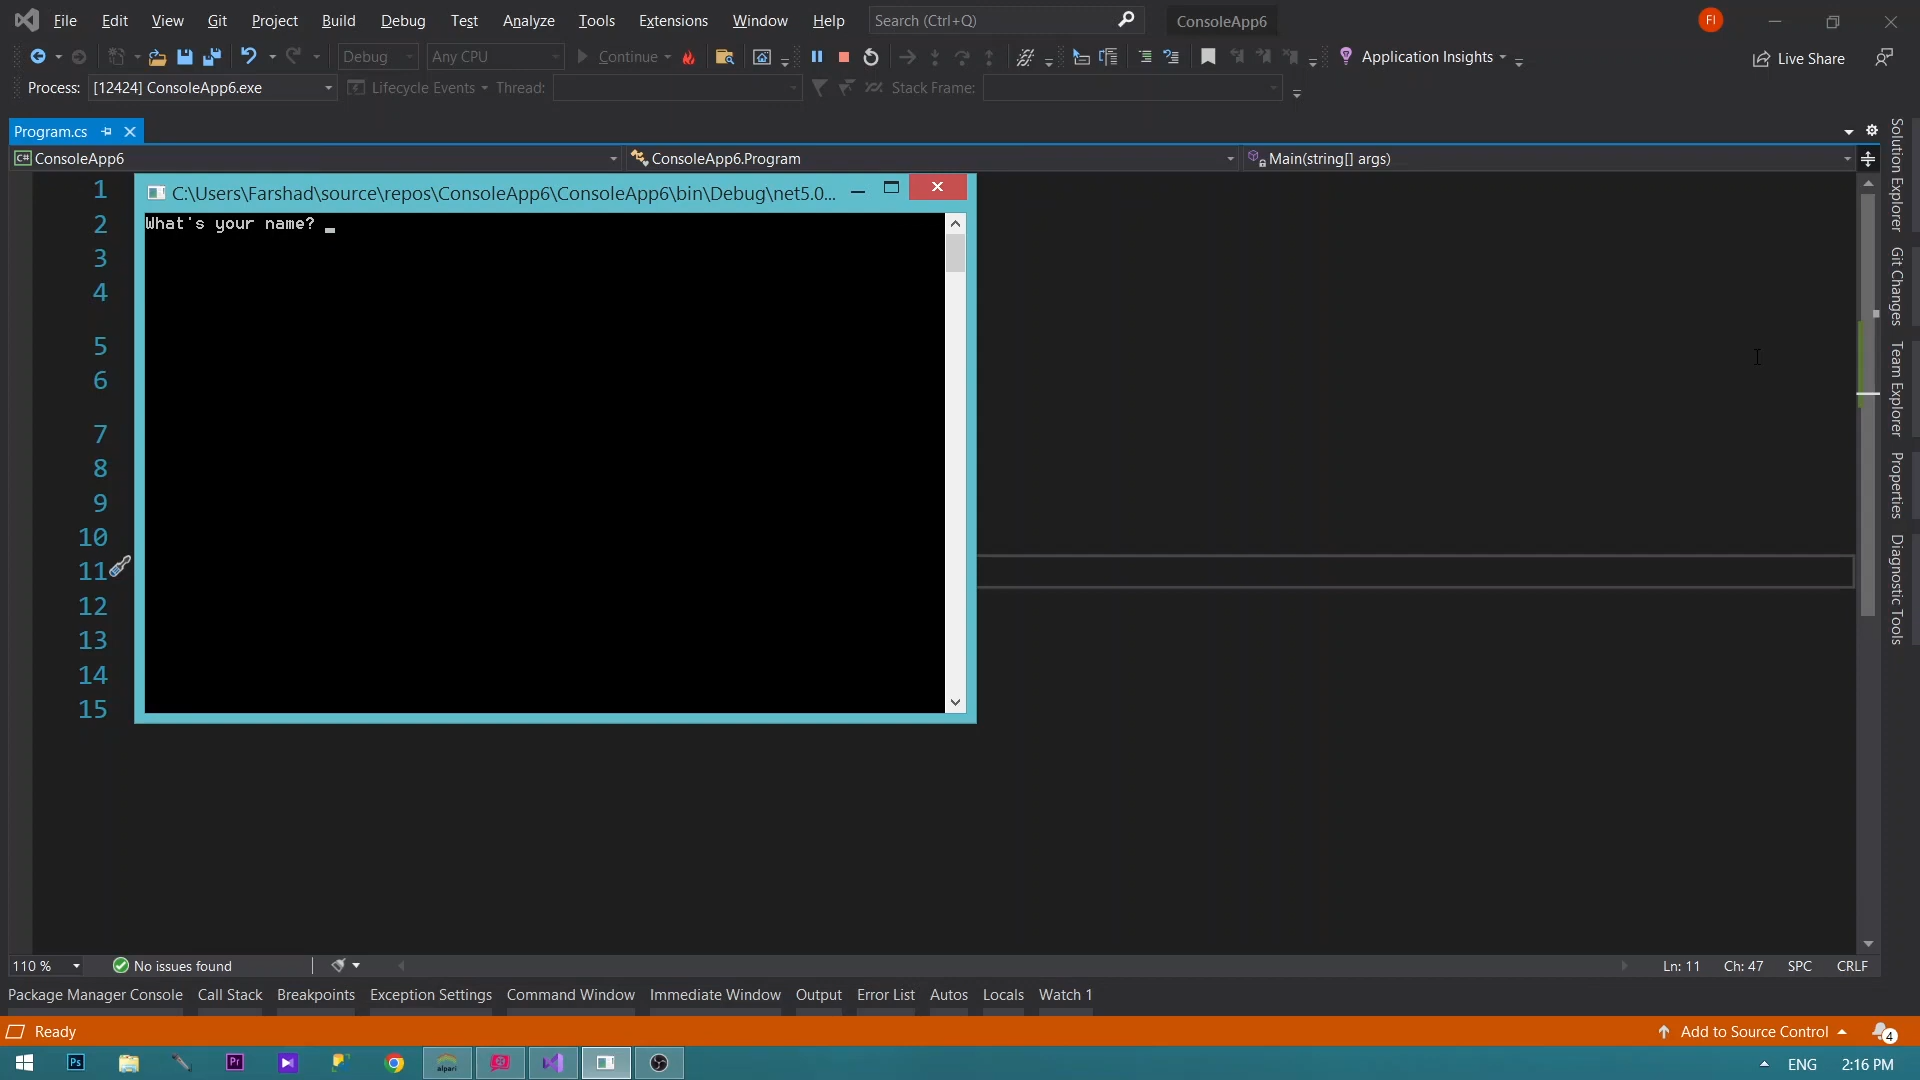 File Edit View Git Project Build Debug Test Analyze Tools Extensions Window Help Search (Ctrl+Q) ConsoleApp6 FI
Debug Any CPU Continue Application Insights Live Share
Process: [12424] ConsoleApp6.exe Lifecycle Events Thread: Stack Frame:
Program.cs
C# ConsoleApp6 ConsoleApp6.Program Main(string[] args)
C:\Users\Farshad\source\repos\ConsoleApp6\ConsoleApp6\bin\Debug\net5.0...
What's your name? _
1
2
3
4
5
6
7
8
9
10
11
12
13
14
15
Solution Explorer
Git Changes
Team Explorer
Properties
Diagnostic Tools
110 % No issues found Ln: 11 Ch: 47 SPC CRLF
Package Manager Console Call Stack Breakpoints Exception Settings Command Window Immediate Window Output Error List Autos Locals Watch 1
Ready Add to Source Control 4
Ps Pr alpari ENG 2:16 PM